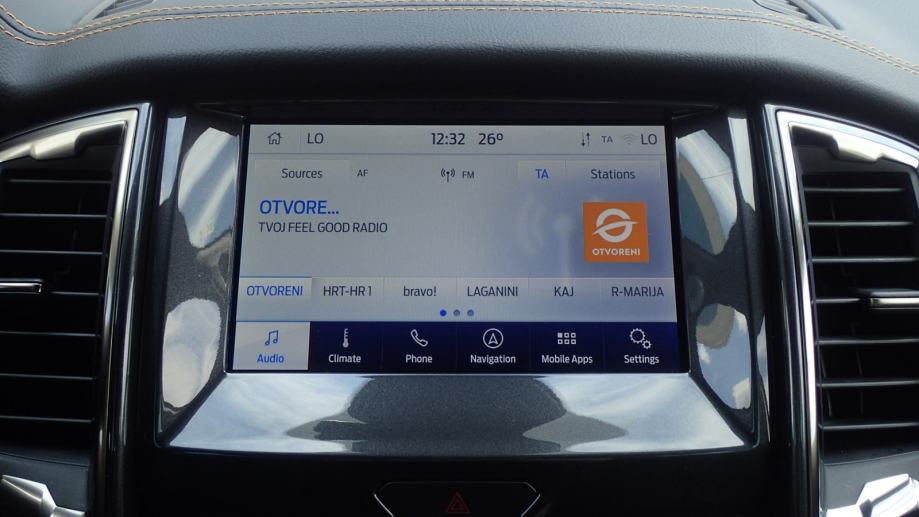 LO 12:32 26° TA LO
Sources AF FM TA Stations
OTVORE...
TVOJ FEEL GOOD RADIO
OTVORENI
OTVORENI HRT-HR 1 bravo! LAGANINI KAJ R-MARIJA
Audio Climate Phone Navigation Mobile Apps Settings